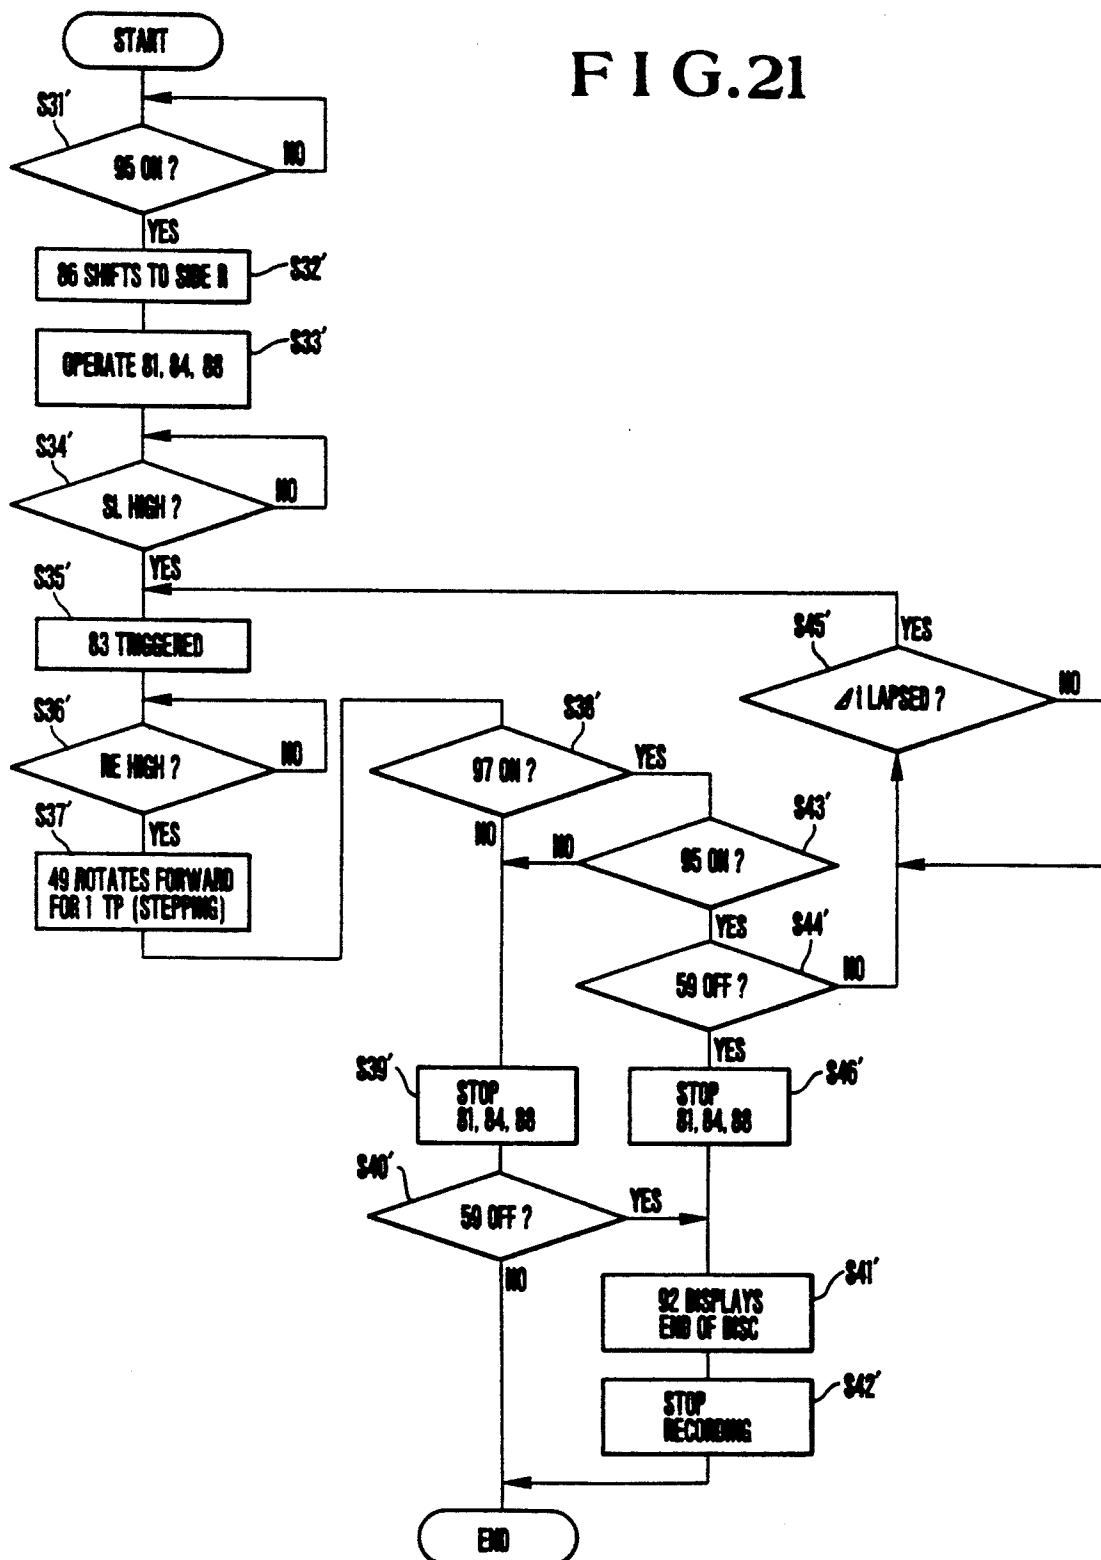 START
FIG.21
S31'
95 ON ?
NO
YES
86 SHIFTS TO SIDE R
S32'
OPERATE 81, 84, 88
S33'
S34'
SL HIGH ?
NO
YES
S35'
83 TRIGGERED
S45'
YES
⊿t LAPSED ?
NO
S36'
RE HIGH ?
NO
YES
S38'
97 ON ?
YES
NO
S37'
49 ROTATES FORWARD
FOR 1 TP (STEPPING)
S43'
95 ON ?
NO
YES
S44'
59 OFF ?
NO
YES
S39'
STOP
81, 84, 88
S46'
STOP
81, 84, 88
S40'
59 OFF ?
YES
NO
S41'
92 DISPLAYS
END OF DISC
S42'
STOP
RECORDING
END